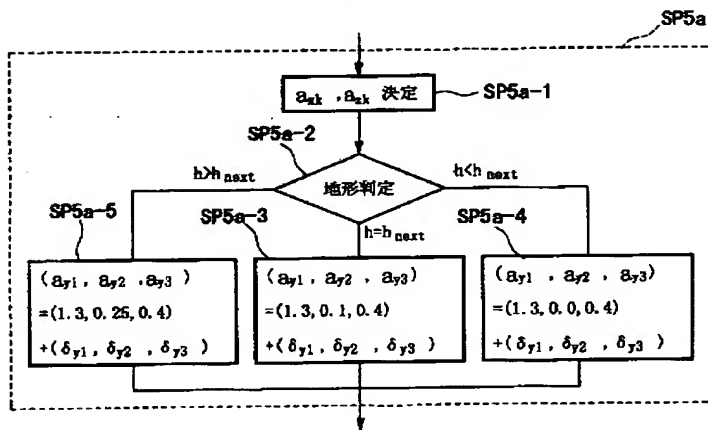 SP5a
a_xk , a_zk 決定
SP5a-1
SP5a-2
h>h_next
地形判定
h<h_next
SP5a-5
SP5a-3
h=h_next
SP5a-4
(a_y1 , a_y2 , a_y3 )
=(1.3, 0.25, 0.4)
+(δ_y1 , δ_y2 , δ_y3 )
(a_y1 , a_y2 , a_y3)
=(1.3, 0.1, 0.4)
+(δ_y1 , δ_y2 , δ_y3 )
(a_y1 , a_y2 , a_y3)
=(1.3, 0.0, 0.4)
+(δ_y1 , δ_y2 , δ_y3 )